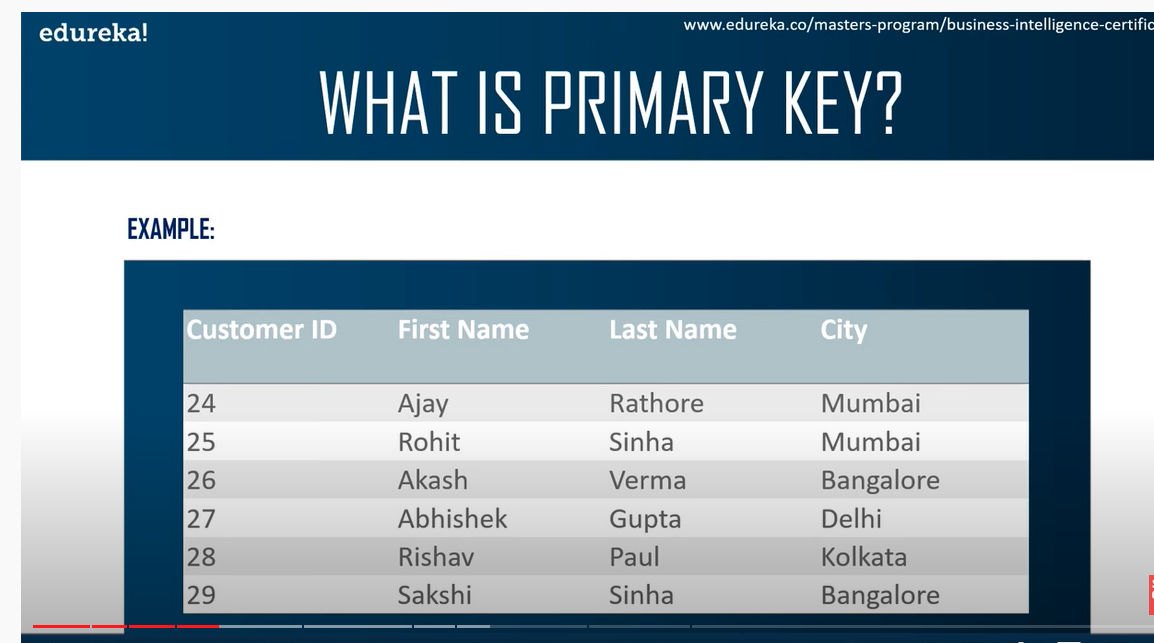 edureka!
www.edureka.co/masters-program/business-intelligence-certific
WHAT IS PRIMARY KEY?
EXAMPLE:
Customer ID First Name Last Name City
24 Ajay Rathore Mumbai
25 Rohit Sinha Mumbai
26 Akash Verma Bangalore
27 Abhishek Gupta Delhi
28 Rishav Paul Kolkata
29 Sakshi Sinha Bangalore